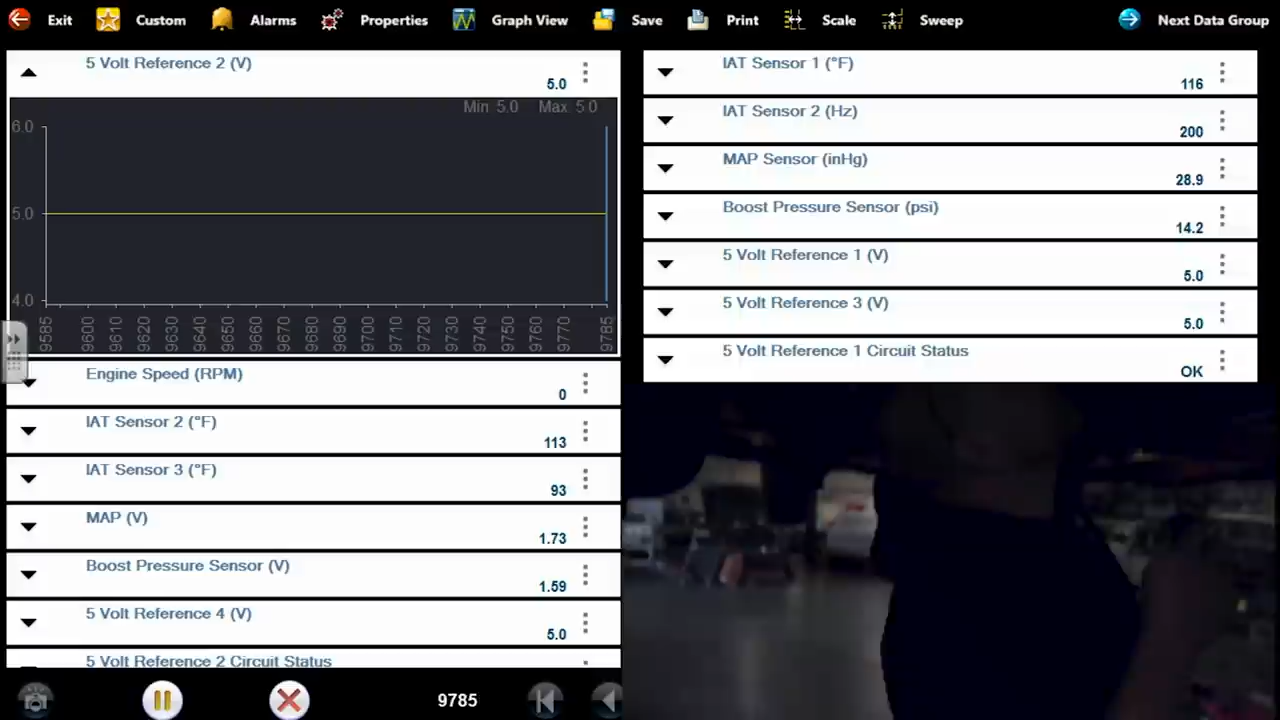 Exit Custom Alarms Properties Graph View Save Print Scale Sweep Next Data Group
5 Volt Reference 2 (V)
5.0
Min 5.0 Max 5.0
6.0
5.0
4.0
9585 9600 9610 9620 9630 9640 9650 9660 9670 9680 9690 9700 9710 9720 9730 9740 9750 9760 9770 9785
Engine Speed (RPM)
0
IAT Sensor 2 (°F)
113
IAT Sensor 3 (°F)
93
MAP (V)
1.73
Boost Pressure Sensor (V)
1.59
5 Volt Reference 4 (V)
5.0
5 Volt Reference 2 Circuit Status
IAT Sensor 1 (°F)
116
IAT Sensor 2 (Hz)
200
MAP Sensor (inHg)
28.9
Boost Pressure Sensor (psi)
14.2
5 Volt Reference 1 (V)
5.0
5 Volt Reference 3 (V)
5.0
5 Volt Reference 1 Circuit Status
OK
9785